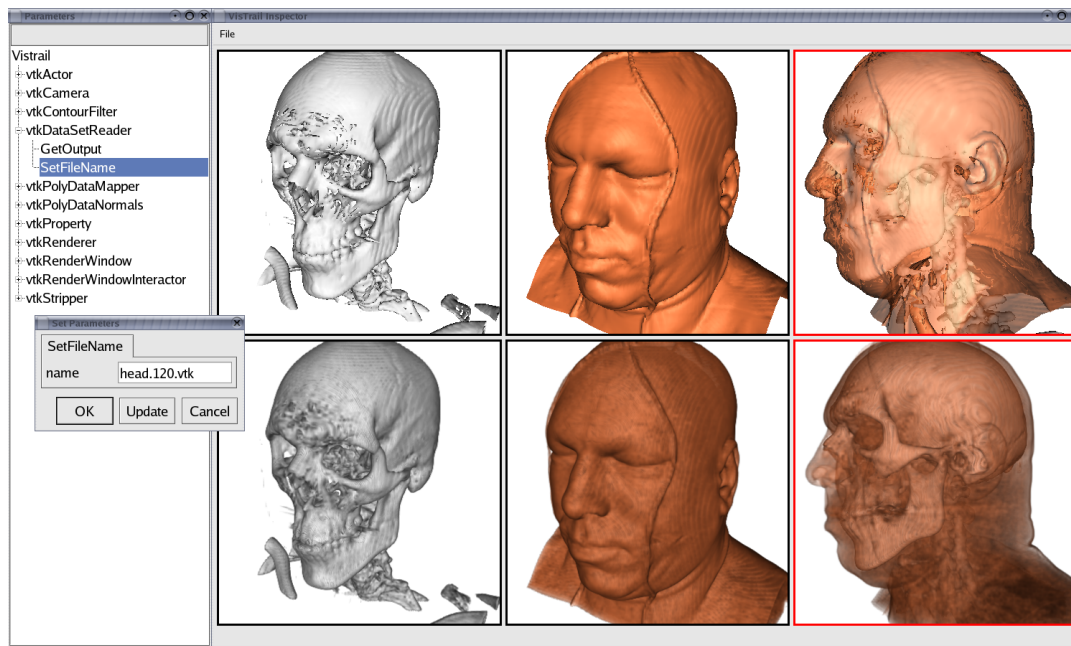 Parameters
VisTrail Inspector
File
Vistrail
vtkActor
vtkCamera
vtkContourFilter
vtkDataSetReader
GetOutput
SetFileName
vtkPolyDataMapper
vtkPolyDataNormals
vtkProperty
vtkRenderer
vtkRenderWindow
vtkRenderWindowInteractor
vtkStripper
Set Parameters
SetFileName
name head.120.vtk
OK Update Cancel